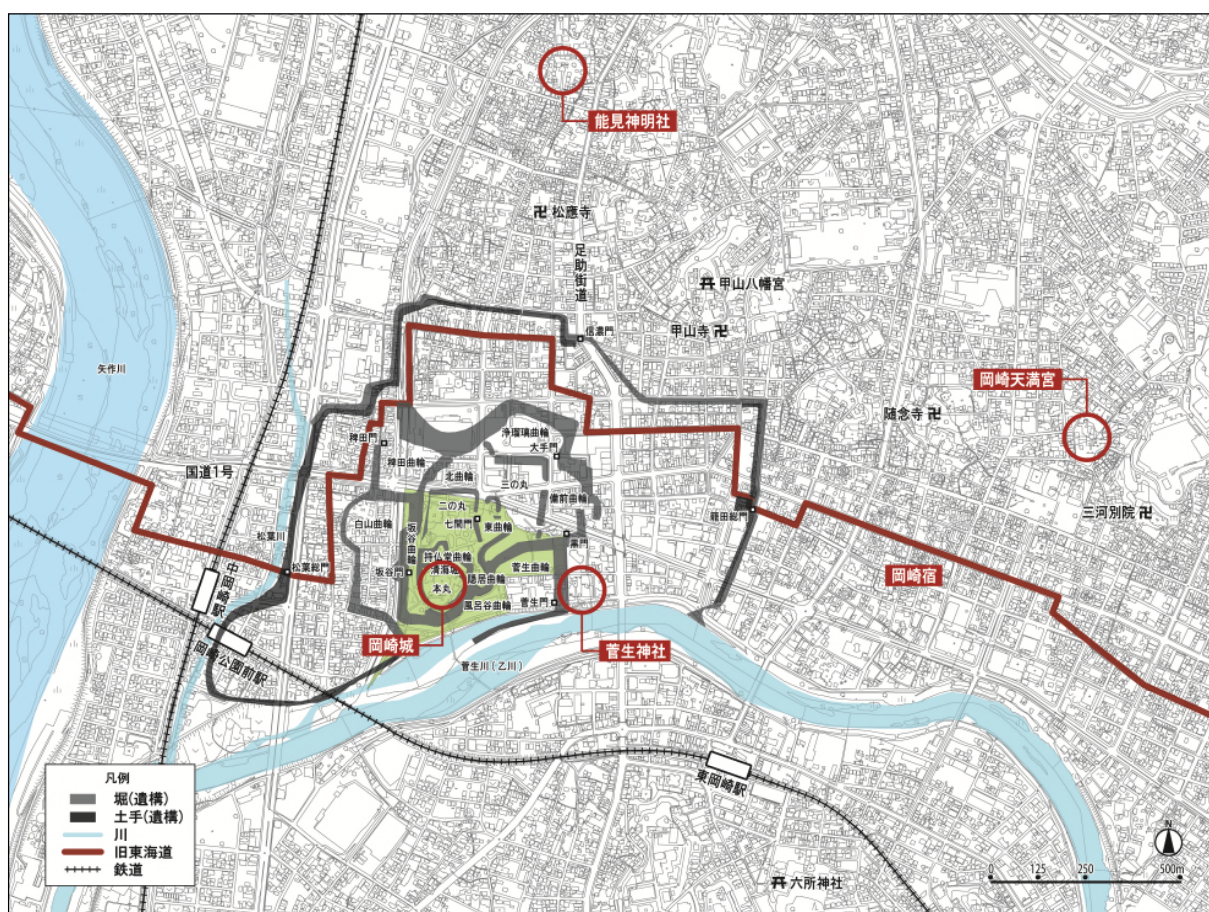 能見神明社
卍 松應寺
足助街道
甲山八幡宮
信濃門
甲山寺 卍
矢作川
岡崎天満宮
随念寺 卍
浄瑠璃曲輪
稗田門
大手門
稗田曲輪
国道1号
北曲輪
三の丸
備前曲輪
籠田総門
三河別院 卍
二の丸
白山曲輪
七間門
東曲輪
坂谷曲輪
黒門
松葉川
持仏堂曲輪
清海堀
菅生曲輪
松葉総門
坂谷門
隠居曲輪
岡崎宿
本丸
風呂谷曲輪
菅生門
中岡崎駅
岡崎城
菅生神社
岡崎公園前駅
菅生川(乙川)
東岡崎駅
六所神社
凡例
堀(遺構)
土手(遺構)
川
旧東海道
鉄道
N
0 125 250 500m